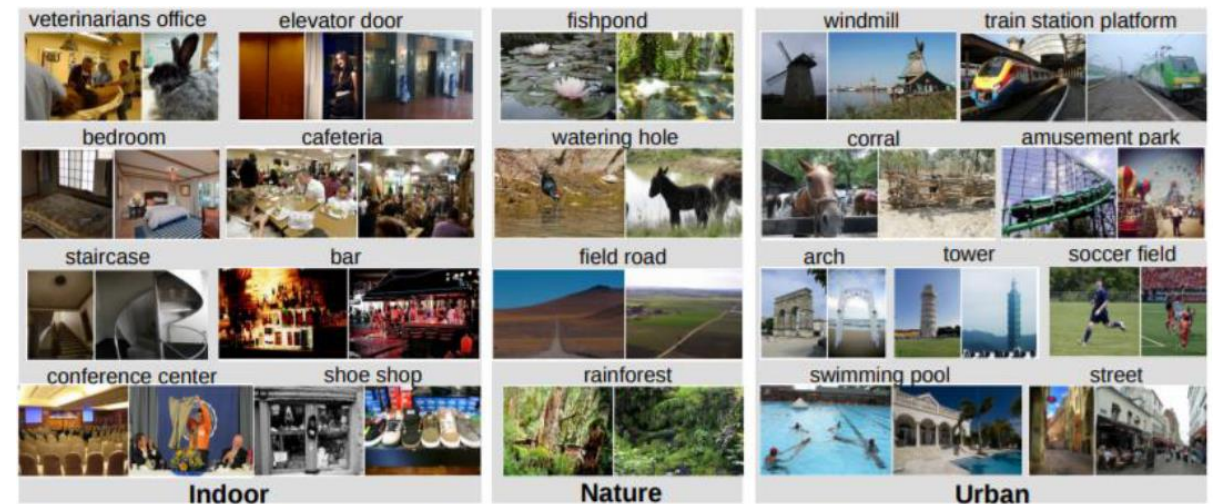 veterinarians office elevator door
bedroom cafeteria
staircase bar
conference center shoe shop
Indoor
fishpond
watering hole
field road
rainforest
Nature
windmill train station platform
corral amusement park
arch tower soccer field
swimming pool street
Urban